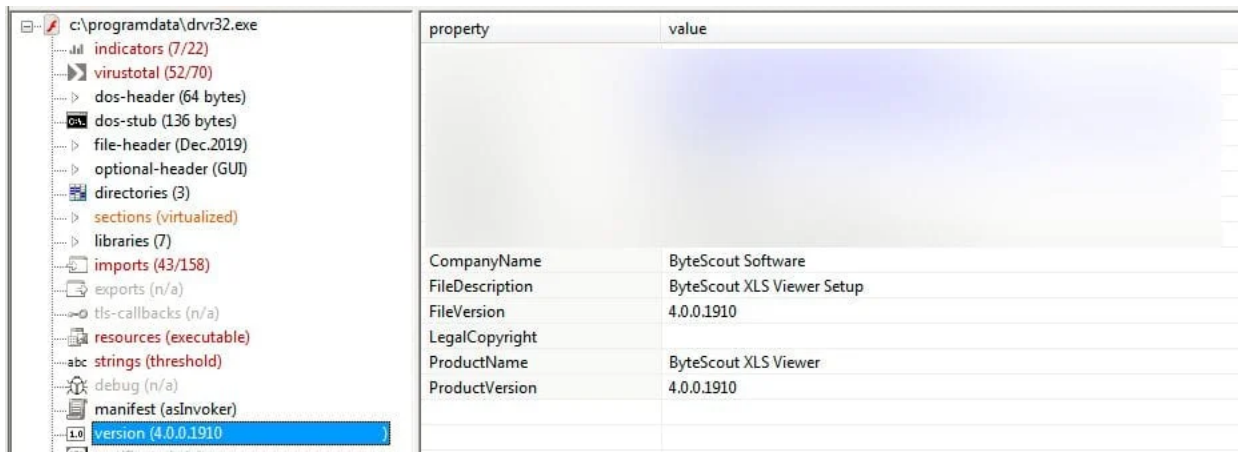 c:\programdata\drvr32.exe
indicators (7/22)
virustotal (52/70)
dos-header (64 bytes)
dos-stub (136 bytes)
file-header (Dec.2019)
optional-header (GUI)
directories (3)
sections (virtualized)
libraries (7)
imports (43/158)
exports (n/a)
tls-callbacks (n/a)
resources (executable)
abc strings (threshold)
debug (n/a)
manifest (asInvoker)
1.0 version (4.0.0.1910 )
property value
CompanyName ByteScout Software
FileDescription ByteScout XLS Viewer Setup
FileVersion 4.0.0.1910
LegalCopyright
ProductName ByteScout XLS Viewer
ProductVersion 4.0.0.1910